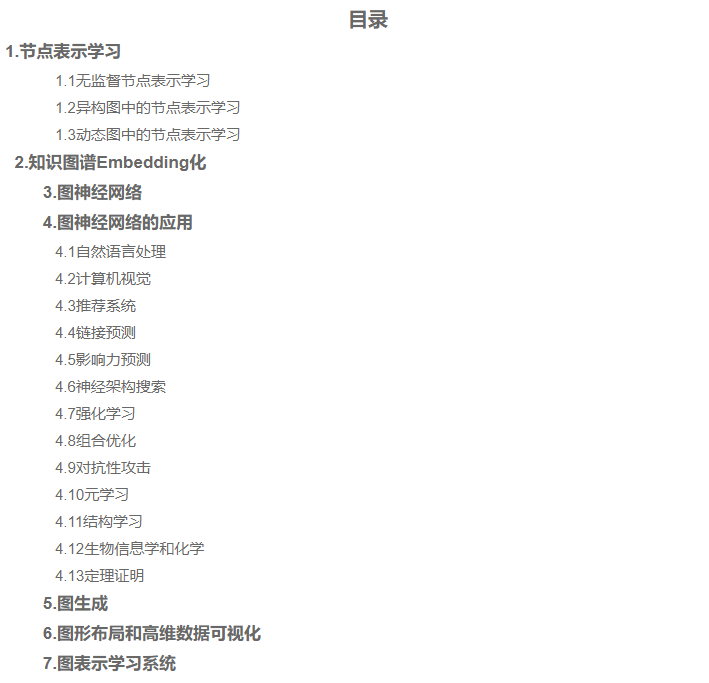 目录
1.节点表示学习
1.1无监督节点表示学习
1.2异构图中的节点表示学习
1.3动态图中的节点表示学习
2.知识图谱Embedding化
3.图神经网络
4.图神经网络的应用
4.1自然语言处理
4.2计算机视觉
4.3推荐系统
4.4链接预测
4.5影响力预测
4.6神经架构搜索
4.7强化学习
4.8组合优化
4.9对抗性攻击
4.10元学习
4.11结构学习
4.12生物信息学和化学
4.13定理证明
5.图生成
6.图形布局和高维数据可视化
7.图表示学习系统